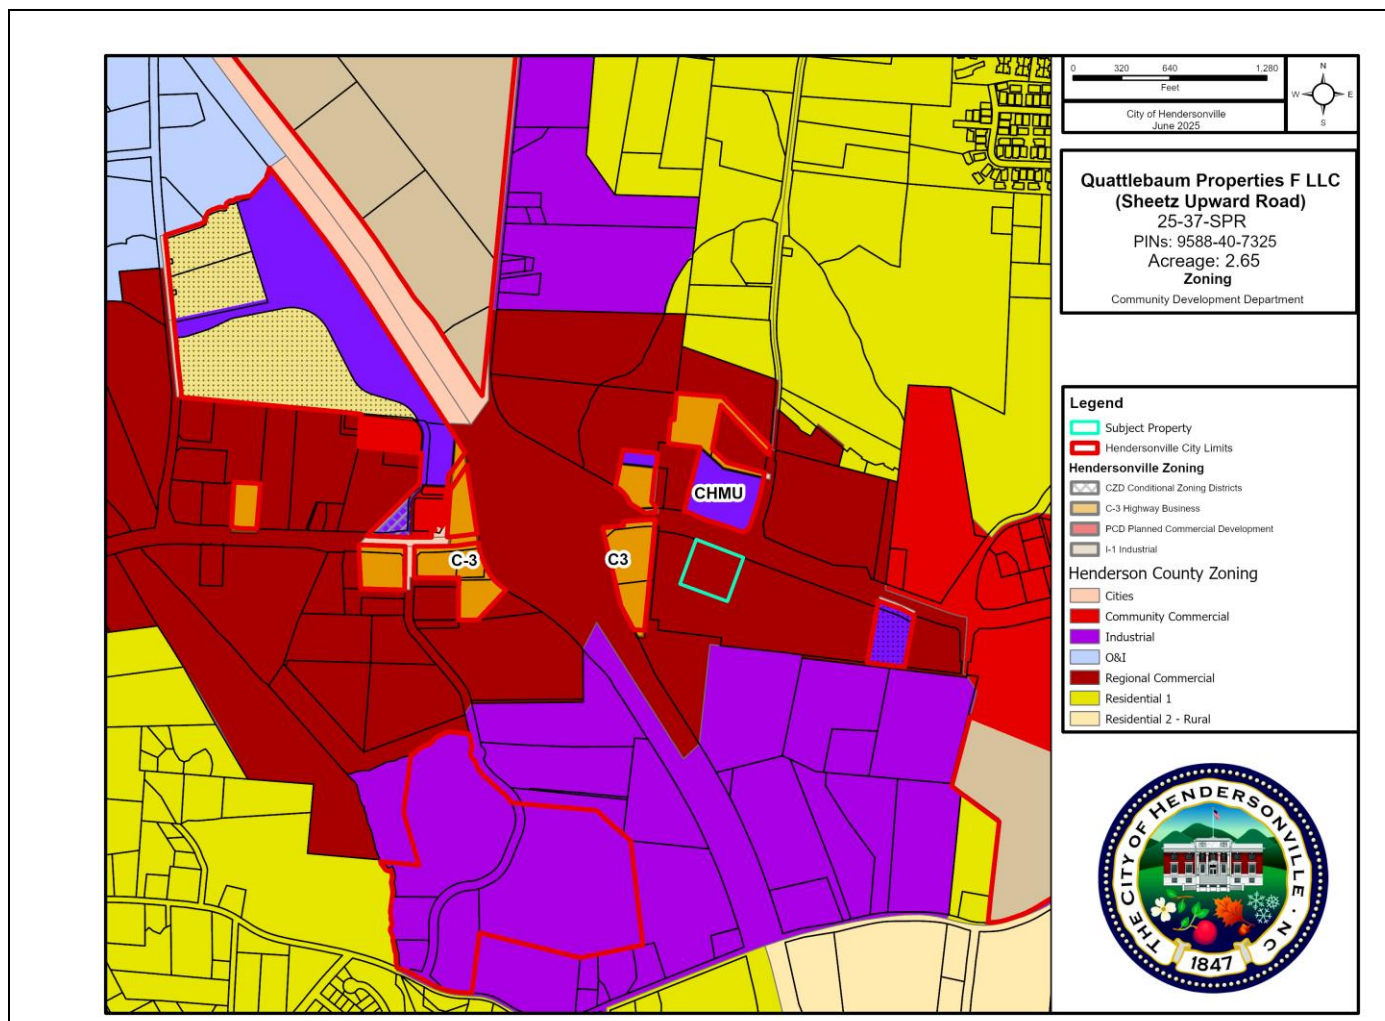 0 320 640 1,280
Feet
City of Hendersonville
June 2025
N
W E
S
Quattlebaum Properties F LLC
(Sheetz Upward Road)
25-37-SPR
PINs: 9588-40-7325
Acreage: 2.65
Zoning
Community Development Department
CHMU
C-3
C3
Legend
Subject Property
Hendersonville City Limits
Hendersonville Zoning
CZD Conditional Zoning Districts
C-3 Highway Business
PCD Planned Commercial Development
I-1 Industrial
Henderson County Zoning
Cities
Community Commercial
Industrial
O&I
Regional Commercial
Residential 1
Residential 2 - Rural
THE CITY OF HENDERSONVILLE · NC
1847